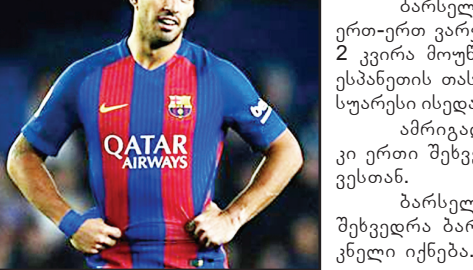 QATAR
AIRWAYS
ბარსელ
ერთ-ერთ ვარ
2 კვირა მოუწ
ესპანეთის თას
სუარესი ისედა
ამრიგად
კი ერთი შეხვე
ვესთან.
ბარსელ
შეხვედრა ბარ
კნელი იქნება.